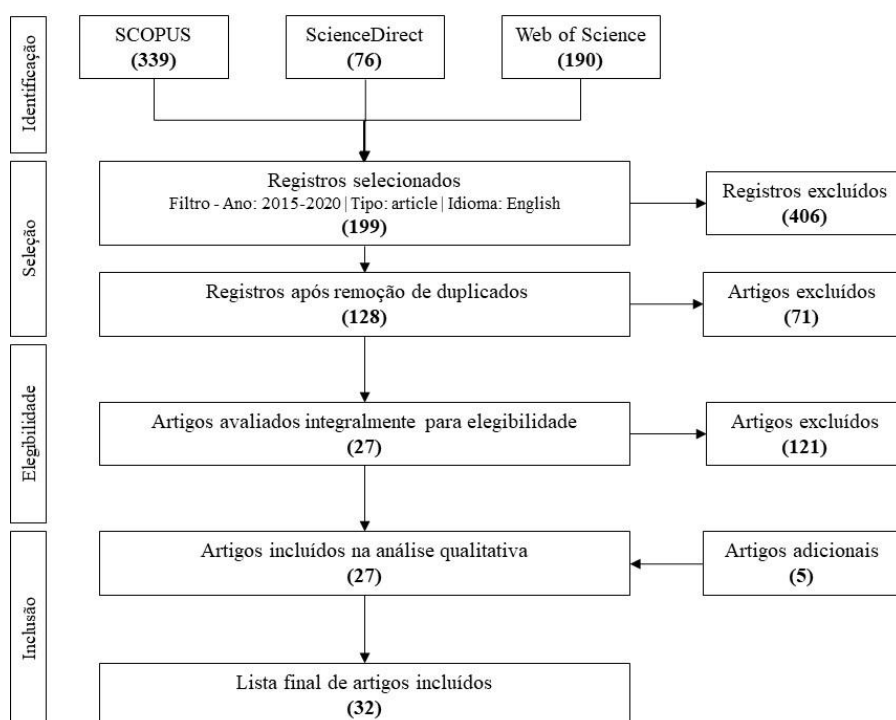 Identificação
SCOPUS
(339)
ScienceDirect
(76)
Web of Science
(190)
Seleção
Registros selecionados
Filtro - Ano: 2015-2020 | Tipo: article | Idioma: English
(199)
Registros excluídos
(406)
Registros após remoção de duplicados
(128)
Artigos excluídos
(71)
Elegibilidade
Artigos avaliados integralmente para elegibilidade
(27)
Artigos excluídos
(121)
Inclusão
Artigos incluídos na análise qualitativa
(27)
Artigos adicionais
(5)
Lista final de artigos incluídos
(32)